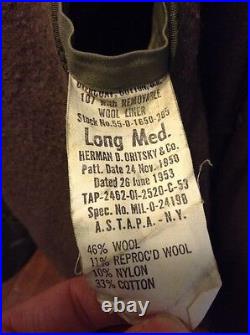 OVERCOAT, COTTON, O.G.
107 with REMOVABLE
WOOL LINER
Stock No. 55-O-1650-205
Long Med.
HERMAN D. ORITSKY & Co.
Patt. Date 24 Nov. 1950
Dated 26 June 1953
TAP-2462-OI-2520-C-53
Spec. No. MIL-O-2419B
A.S.T.A.P.A. - N.Y.
46% WOOL
11% REPROC'D WOOL
10% NYLON
33% COTTON